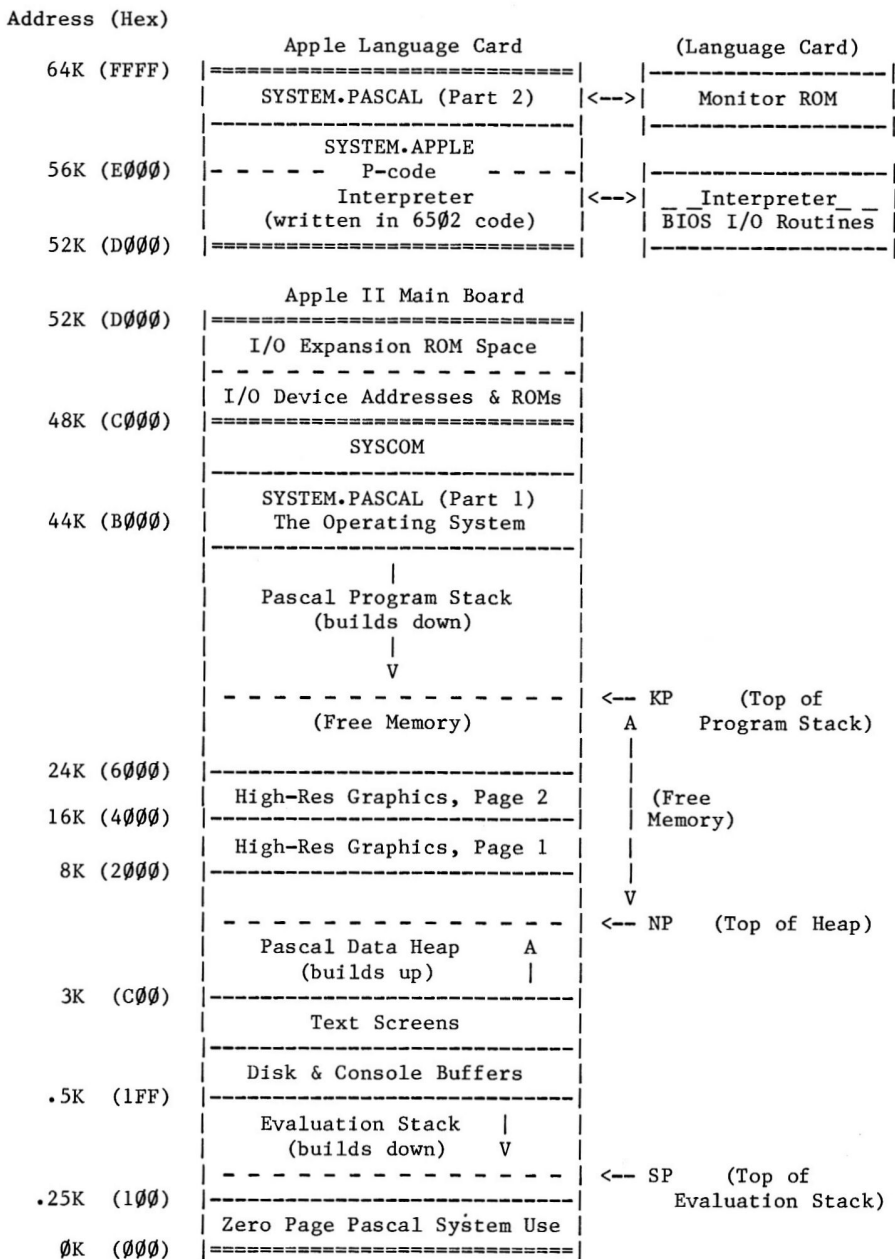 Address (Hex)
Apple Language Card (Language Card)
64K (FFFF) |=============================| |-------------------|
| SYSTEM.PASCAL (Part 2) |<-->| Monitor ROM |
|-----------------------------| |-------------------|
| SYSTEM.APPLE |
56K (EØØØ) |- - - - - P-code - - - -| |-------------------|
| Interpreter |<-->| _ _Interpreter_ _ |
| (written in 65Ø2 code) | | BIOS I/O Routines |
52K (DØØØ) |=============================| |-------------------|
Apple II Main Board
52K (DØØØ) |=============================|
| I/O Expansion ROM Space |
|- - - - - - - - - - - - - - -|
| I/O Device Addresses & ROMs |
48K (CØØØ) |=============================|
| SYSCOM |
|-----------------------------|
| SYSTEM.PASCAL (Part 1) |
44K (BØØØ) | The Operating System |
|-----------------------------|
| | |
| Pascal Program Stack |
| (builds down) |
| | |
| V |
| - - - - - - - - - - - - - - | <-- KP (Top of
| (Free Memory) | A Program Stack)
24K (6ØØØ) |-----------------------------| |
| High-Res Graphics, Page 2 | | (Free
16K (4ØØØ) |-----------------------------| | Memory)
| High-Res Graphics, Page 1 | |
8K (2ØØØ) |-----------------------------| |
| | V
| - - - - - - - - - - - - - - | <-- NP (Top of Heap)
| Pascal Data Heap A |
| (builds up) | |
3K (CØØ) |-----------------------------|
| Text Screens |
|-----------------------------|
| Disk & Console Buffers |
.5K (1FF) |-----------------------------|
| Evaluation Stack | |
| (builds down) V |
| - - - - - - - - - - - - - - | <-- SP (Top of
.25K (1ØØ) |-----------------------------| Evaluation Stack)
| Zero Page Pascal System Use |
ØK (ØØØ) |=============================|